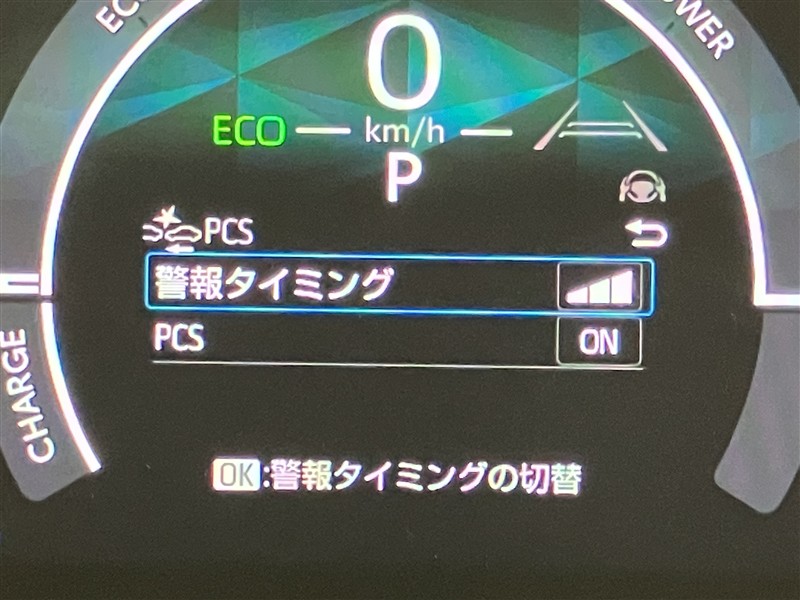 ECO
POWER
0
ECO km/h
P
PCS
警報タイミング
PCS ON
CHARGE
OK:警報タイミングの切替